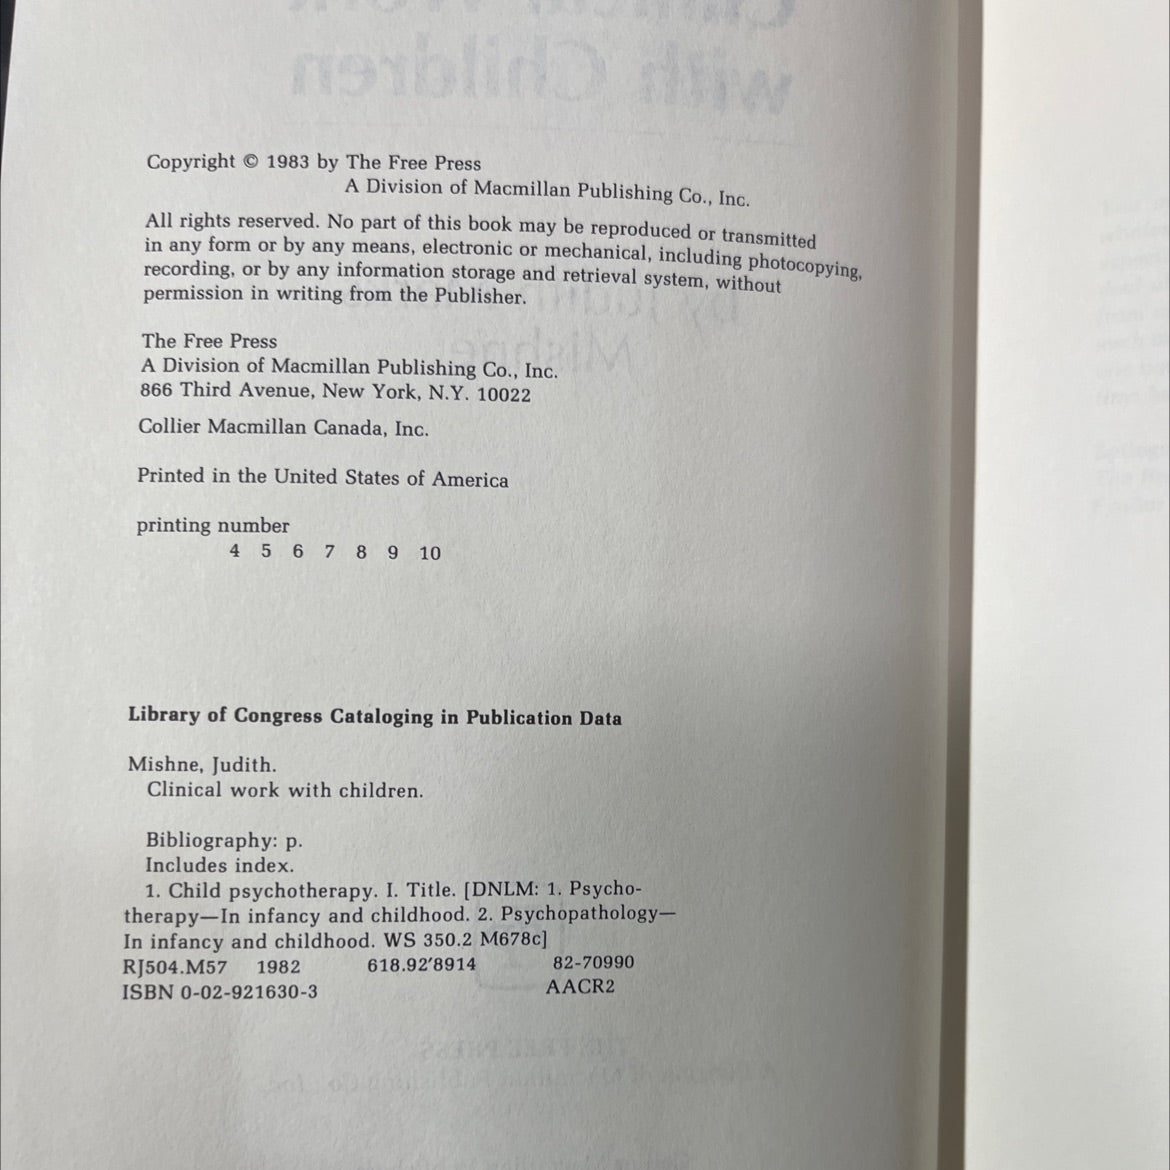 Copyright © 1983 by The Free Press
A Division of Macmillan Publishing Co., Inc.
All rights reserved. No part of this book may be reproduced or transmitted
in any form or by any means, electronic or mechanical, including photocopying,
recording, or by any information storage and retrieval system, without
permission in writing from the Publisher.
The Free Press
A Division of Macmillan Publishing Co., Inc.
866 Third Avenue, New York, N.Y. 10022
Collier Macmillan Canada, Inc.
Printed in the United States of America
printing number
4 5 6 7 8 9 10
Library of Congress Cataloging in Publication Data
Mishne, Judith.
Clinical work with children.
Bibliography: p.
Includes index.
1. Child psychotherapy. I. Title. [DNLM: 1. Psycho-
therapy—In infancy and childhood. 2. Psychopathology—
In infancy and childhood. WS 350.2 M678c]
RJ504.M57 1982 618.92′8914 82-70990
ISBN 0-02-921630-3 AACR2